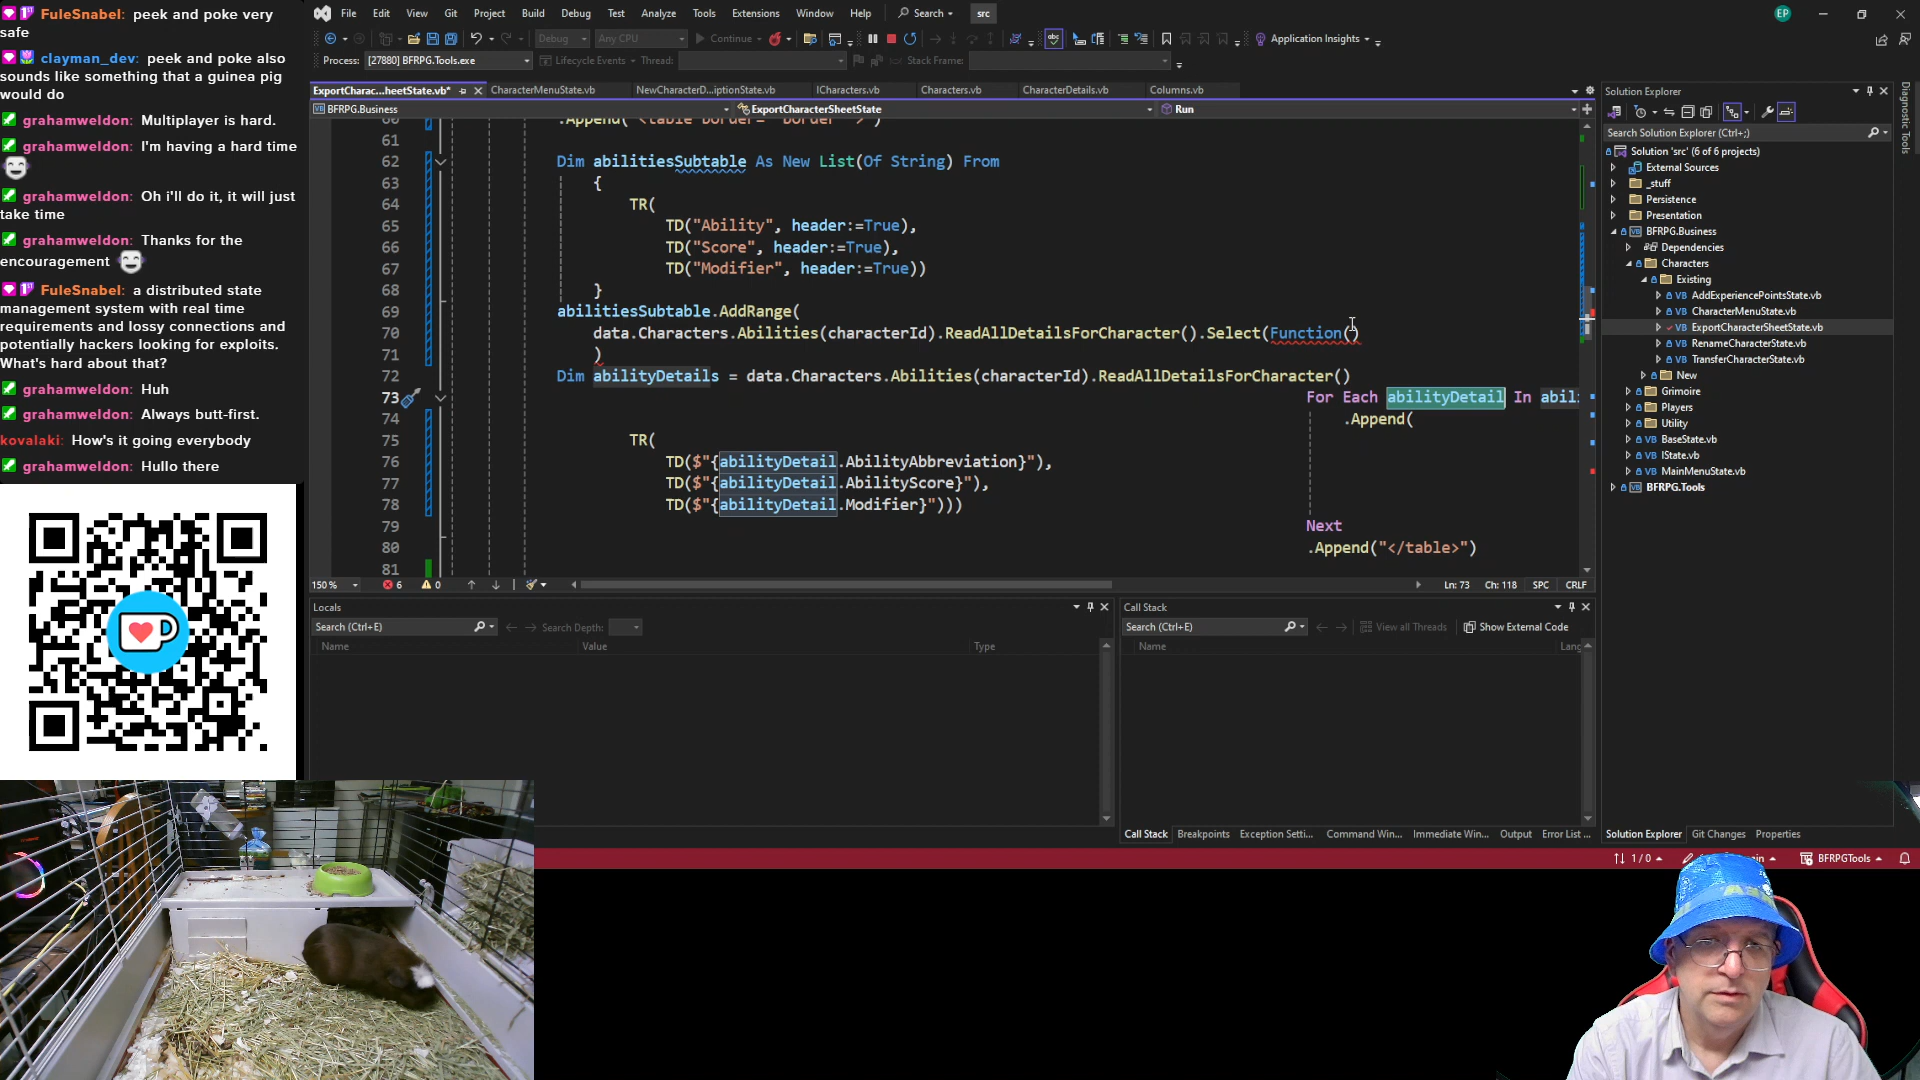 FuleSnabel: peek and poke very
safe
clayman_dev: peek and poke also
sounds like something that a guinea pig
would do
grahamweldon: Multiplayer is hard.
grahamweldon: I'm having a hard time
grahamweldon: Oh i'll do it, it will just
take time
grahamweldon: Thanks for the
encouragement
FuleSnabel: a distributed state
management system with real time
requirements and lossy connections and
potentially hackers looking for exploits.
What's hard about that?
grahamweldon: Huh
grahamweldon: Always butt-first.
kovalaki: How's it going everybody
grahamweldon: Hullo there
File Edit View Git Project Build Debug Test Analyze Tools Extensions Window Help Search src EP
Debug Any CPU Continue Application Insights
Process: [27880] BFRPG.Tools.exe Lifecycle Events Thread: Stack Frame:
ExportCharac...heetState.vb* CharacterMenuState.vb NewCharacterD...iptionState.vb ICharacters.vb Characters.vb CharacterDetails.vb Columns.vb
BFRPG.Business ExportCharacterSheetState Run
61
62 Dim abilitiesSubtable As New List(Of String) From
63 {
64 TR(
65 TD("Ability", header:=True),
66 TD("Score", header:=True),
67 TD("Modifier", header:=True))
68 }
69 abilitiesSubtable.AddRange(
70 data.Characters.Abilities(characterId).ReadAllDetailsForCharacter().Select(Function()
71 )
72 Dim abilityDetails = data.Characters.Abilities(characterId).ReadAllDetailsForCharacter()
73 For Each abilityDetail In abil
74 .Append(
75 TR(
76 TD($"{abilityDetail.AbilityAbbreviation}"),
77 TD($"{abilityDetail.AbilityScore}"),
78 TD($"{abilityDetail.Modifier}")))
79 Next
80 .Append("</table>")
81
150 % 6 0 Ln: 73 Ch: 118 SPC CRLF
Locals
Search (Ctrl+E) Search Depth:
Name Value Type
Call Stack
Search (Ctrl+E) View all Threads Show External Code
Name Lang
Call Stack Breakpoints Exception Setti... Command Win... Immediate Win... Output Error List ...
Solution Explorer
Search Solution Explorer (Ctrl+;)
Solution 'src' (6 of 6 projects)
External Sources
_stuff
Persistence
Presentation
BFRPG.Business
Dependencies
Characters
Existing
AddExperiencePointsState.vb
CharacterMenuState.vb
ExportCharacterSheetState.vb
RenameCharacterState.vb
TransferCharacterState.vb
New
Grimoire
Players
Utility
BaseState.vb
IState.vb
MainMenuState.vb
BFRPG.Tools
Diagnostic Tools
Solution Explorer Git Changes Properties
1 / 0 BFRPGTools